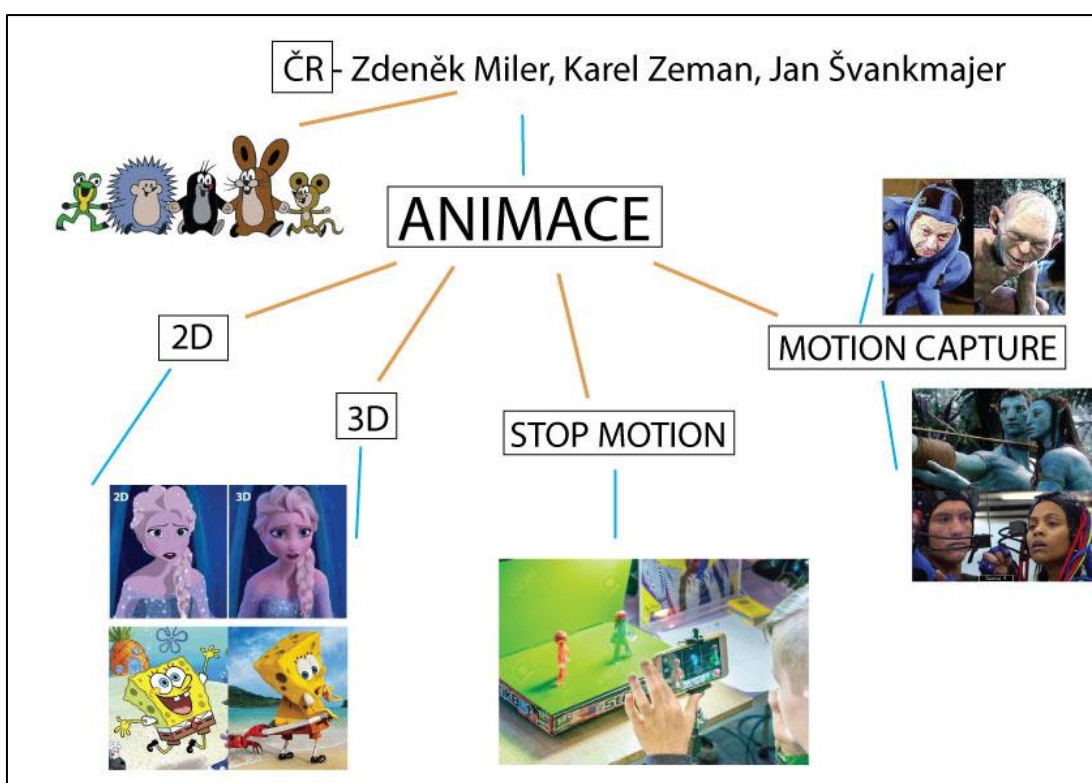 ČR - Zdeněk Miler, Karel Zeman, Jan Švankmajer
ANIMACE
2D
MOTION CAPTURE
3D
STOP MOTION
2D
3D